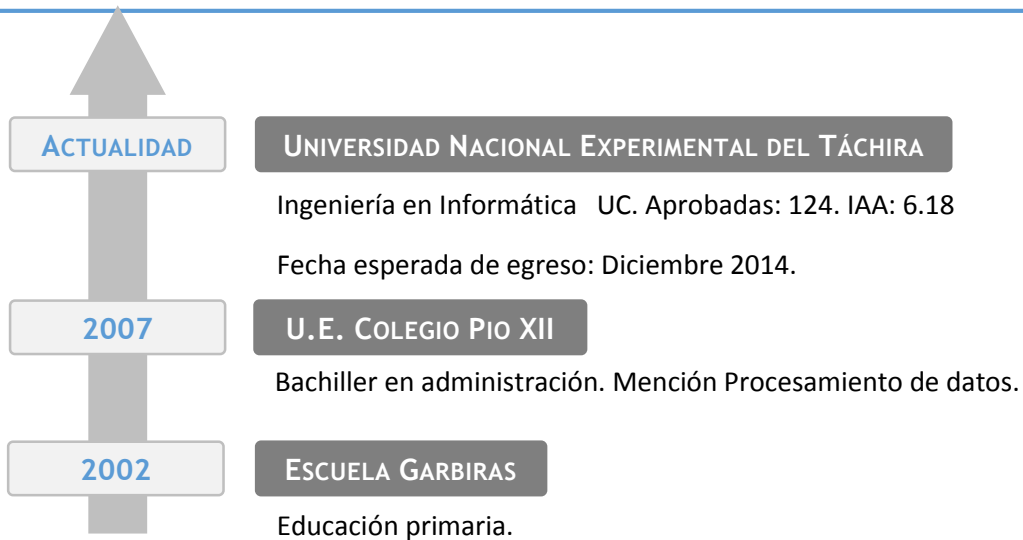 ACTUALIDAD
UNIVERSIDAD NACIONAL EXPERIMENTAL DEL TÁCHIRA
Ingeniería en Informática UC. Aprobadas: 124. IAA: 6.18
Fecha esperada de egreso: Diciembre 2014.
2007
U.E. COLEGIO PIO XII
Bachiller en administración. Mención Procesamiento de datos.
2002
ESCUELA GARBIRAS
Educación primaria.